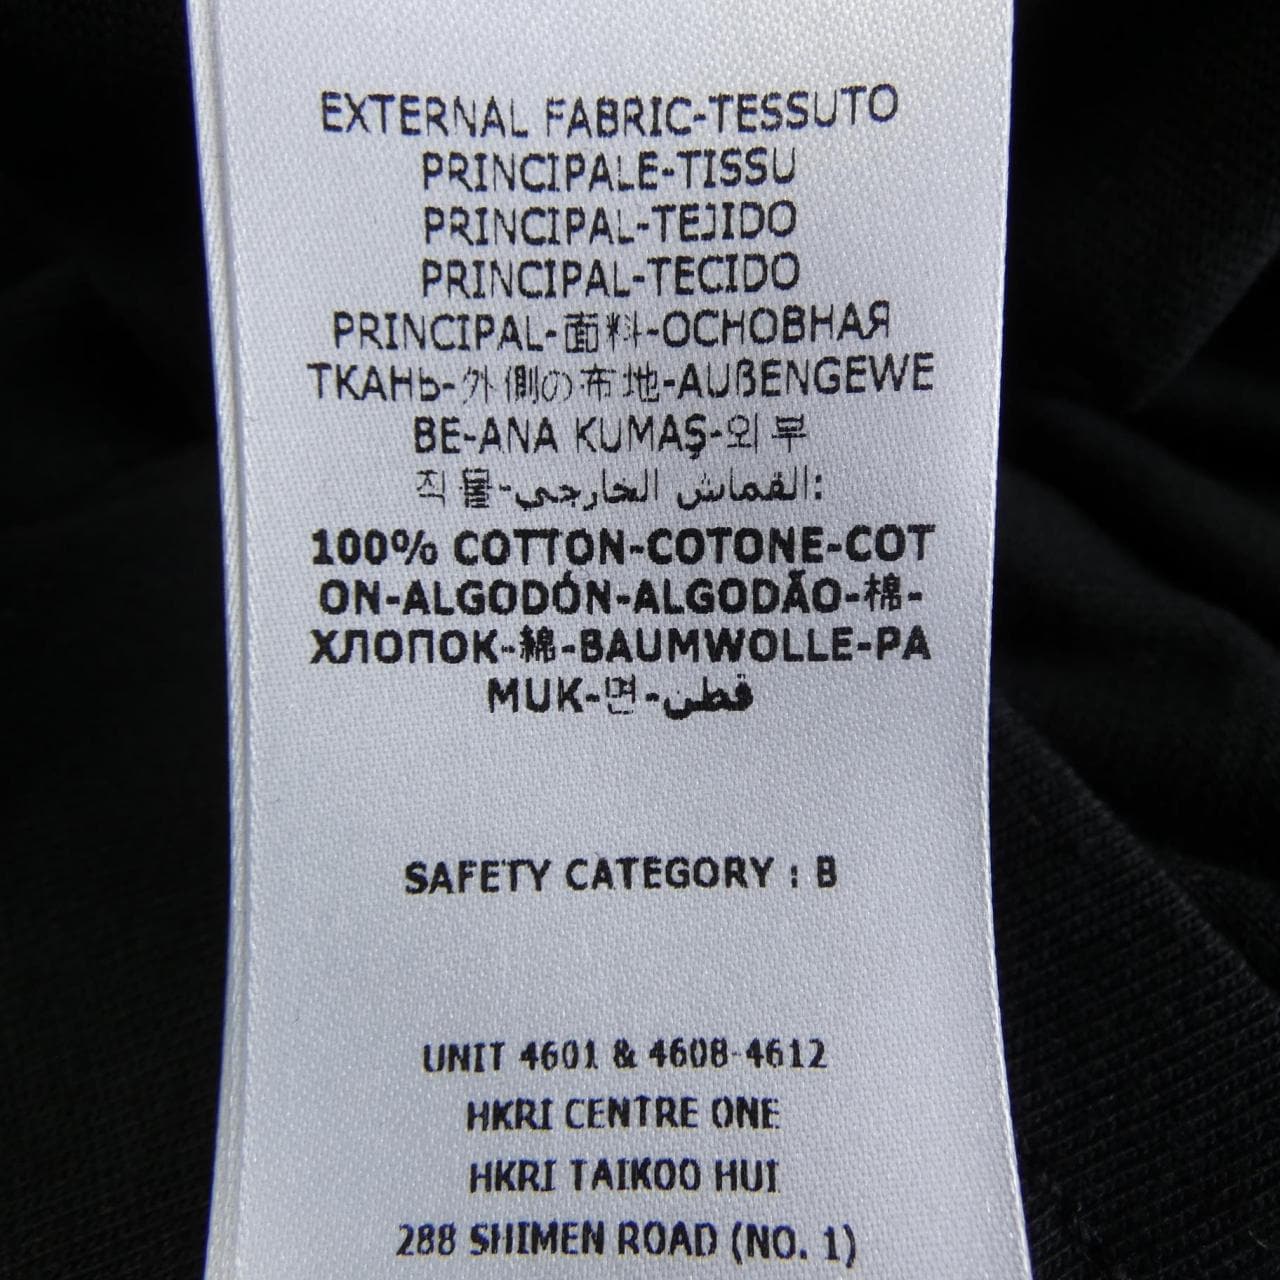 EXTERNAL FABRIC-TESSUTO
PRINCIPALE-TISSU
PRINCIPAL-TEJIDO
PRINCIPAL-TECIDO
PRINCIPAL-面料-ОСНОВНАЯ
ТКАНЬ-外側の布地-AUßENGEWE
BE-ANA KUMAŞ-외부
직물-القماش الخارجي:
100% COTTON-COTONE-COT
ON-ALGODÓN-ALGODÃO-棉-
ХЛОПОК-綿-BAUMWOLLE-PA
MUK-면-قطن
SAFETY CATEGORY : B
UNIT 4601 & 4608-4612
HKRI CENTRE ONE
HKRI TAIKOO HUI
288 SHIMEN ROAD (NO. 1)